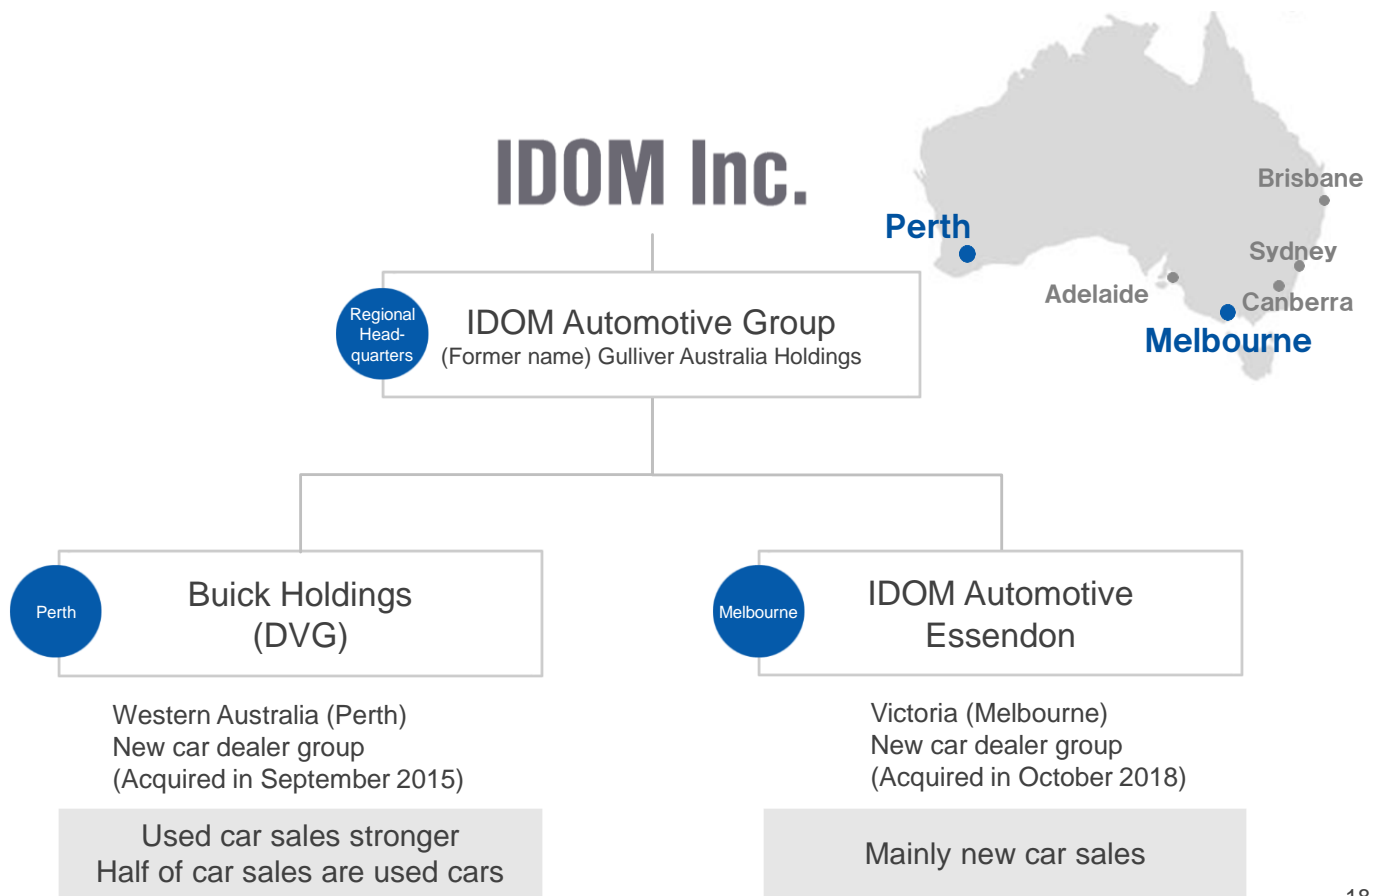 IDOM Inc.
Brisbane
Perth
Sydney
Adelaide
Canberra
Melbourne
Regional
Head-
quarters
IDOM Automotive Group
(Former name) Gulliver Australia Holdings
Perth
Buick Holdings
(DVG)
Melbourne
IDOM Automotive
Essendon
Western Australia (Perth)
New car dealer group
(Acquired in September 2015)
Victoria (Melbourne)
New car dealer group
(Acquired in October 2018)
Used car sales stronger
Half of car sales are used cars
Mainly new car sales
18